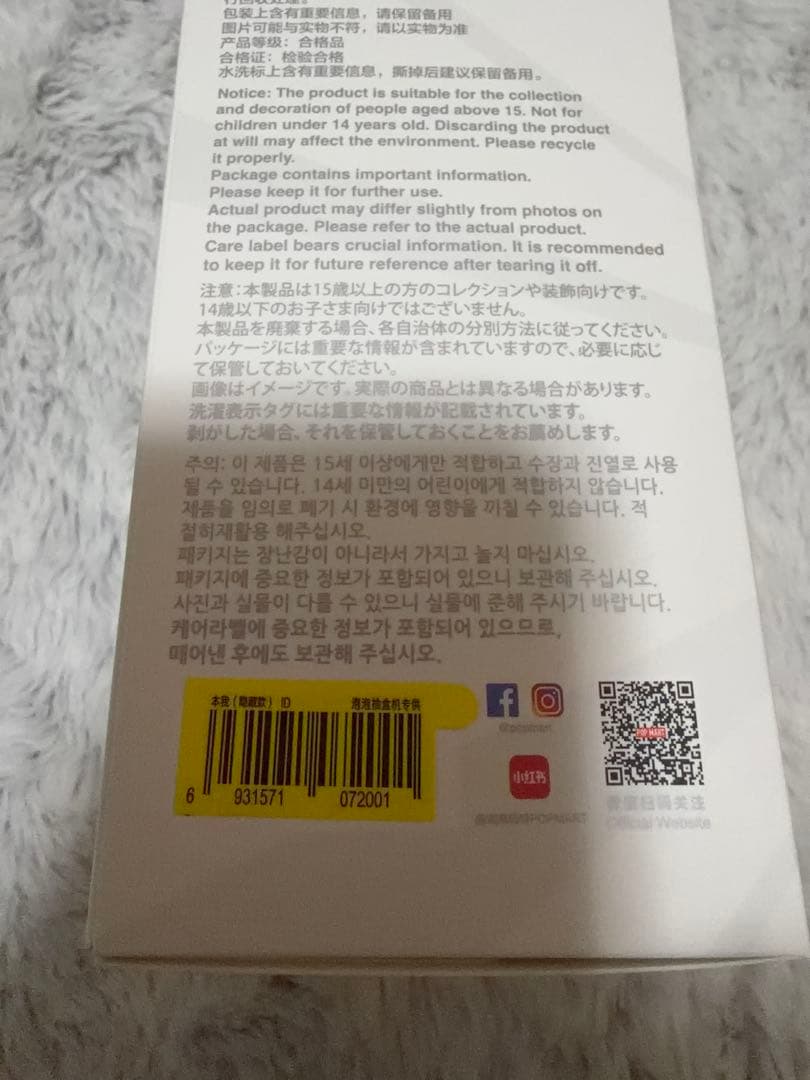 行回收处理。
包装上含有重要信息，请保留备用
图片可能与实物不符，请以实物为准
产品等级：合格品
合格证：检验合格
水洗标上含有重要信息，撕掉后建议保留备用。
Notice: The product is suitable for the collection
and decoration of people aged above 15. Not for
children under 14 years old. Discarding the product
at will may affect the environment. Please recycle
it properly.
Package contains important information.
Please keep it for further use.
Actual product may differ slightly from photos on
the package. Please refer to the actual product.
Care label bears crucial information. It is recommended
to keep it for future reference after tearing it off.
注意：本製品は15歳以上の方のコレクションや装飾向けです。
14歳以下のお子さま向けではございません。
本製品を廃棄する場合、各自治体の分別方法に従ってください。
パッケージには重要な情報が含まれていますので、必要に応じ
て保管しておいてください。
画像はイメージです。実際の商品とは異なる場合があります。
洗濯表示タグには重要な情報が記載されています。
剥がした場合、それを保管しておくことをお薦めします。
주의: 이 제품은 15세 이상에게만 적합하고 수장과 진열로 사용
될 수 있습니다. 14세 미만의 어린이에게 적합하지 않습니다.
제품을 임의로 폐기 시 환경에 영향을 끼칠 수 있습니다. 적
절히재활용 해주십시오.
패키지는 장난감이 아니라서 가지고 놀지 마십시오.
패키지에 중요한 정보가 포함되어 있으니 보관해 주십시오.
사진과 실물이 다를 수 있으니 실물에 준해 주시기 바랍니다.
케어라벨에 중요한 정보가 포함되어 있으므로,
떼어낸 후에도 보관해 주십시오.
本我（隐藏款） ID 泡泡抽盒机专供
6 931571 072001
@popmart
POP MART
小红书
POPMART
扫码关注
Official Website